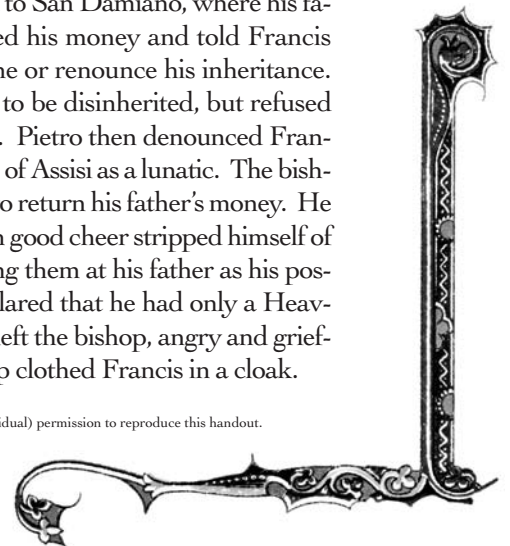 to San Damiano, where his fa-
ed his money and told Francis
ne or renounce his inheritance.
to be disinherited, but refused
. Pietro then denounced Fran-
of Assisi as a lunatic. The bish-
o return his father's money. He
n good cheer stripped himself of
ng them at his father as his pos-
lared that he had only a Heav-
eft the bishop, angry and grief-
p clothed Francis in a cloak.
idual) permission to reproduce this handout.